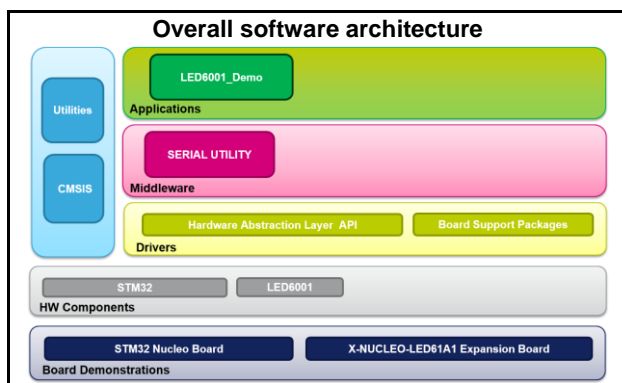 Overall software architecture
LED6001_Demo
Utilities
Applications
SERIAL UTILITY
CMSIS
Middleware
Hardware Abstraction Layer API
Board Support Packages
Drivers
STM32
LED6001
HW Components
STM32 Nucleo Board
X-NUCLEO-LED61A1 Expansion Board
Board Demonstrations